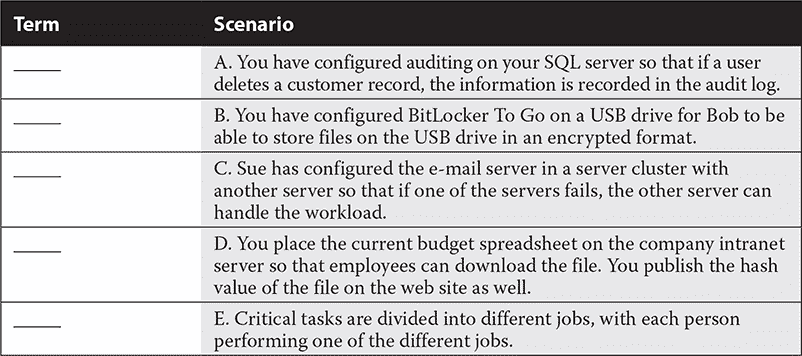 Term Scenario
____ A. You have configured auditing on your SQL server so that if a user
deletes a customer record, the information is recorded in the audit log.
____ B. You have configured BitLocker To Go on a USB drive for Bob to be
able to store files on the USB drive in an encrypted format.
____ C. Sue has configured the e-mail server in a server cluster with
another server so that if one of the servers fails, the other server can
handle the workload.
____ D. You place the current budget spreadsheet on the company intranet
server so that employees can download the file. You publish the hash
value of the file on the web site as well.
____ E. Critical tasks are divided into different jobs, with each person
performing one of the different jobs.